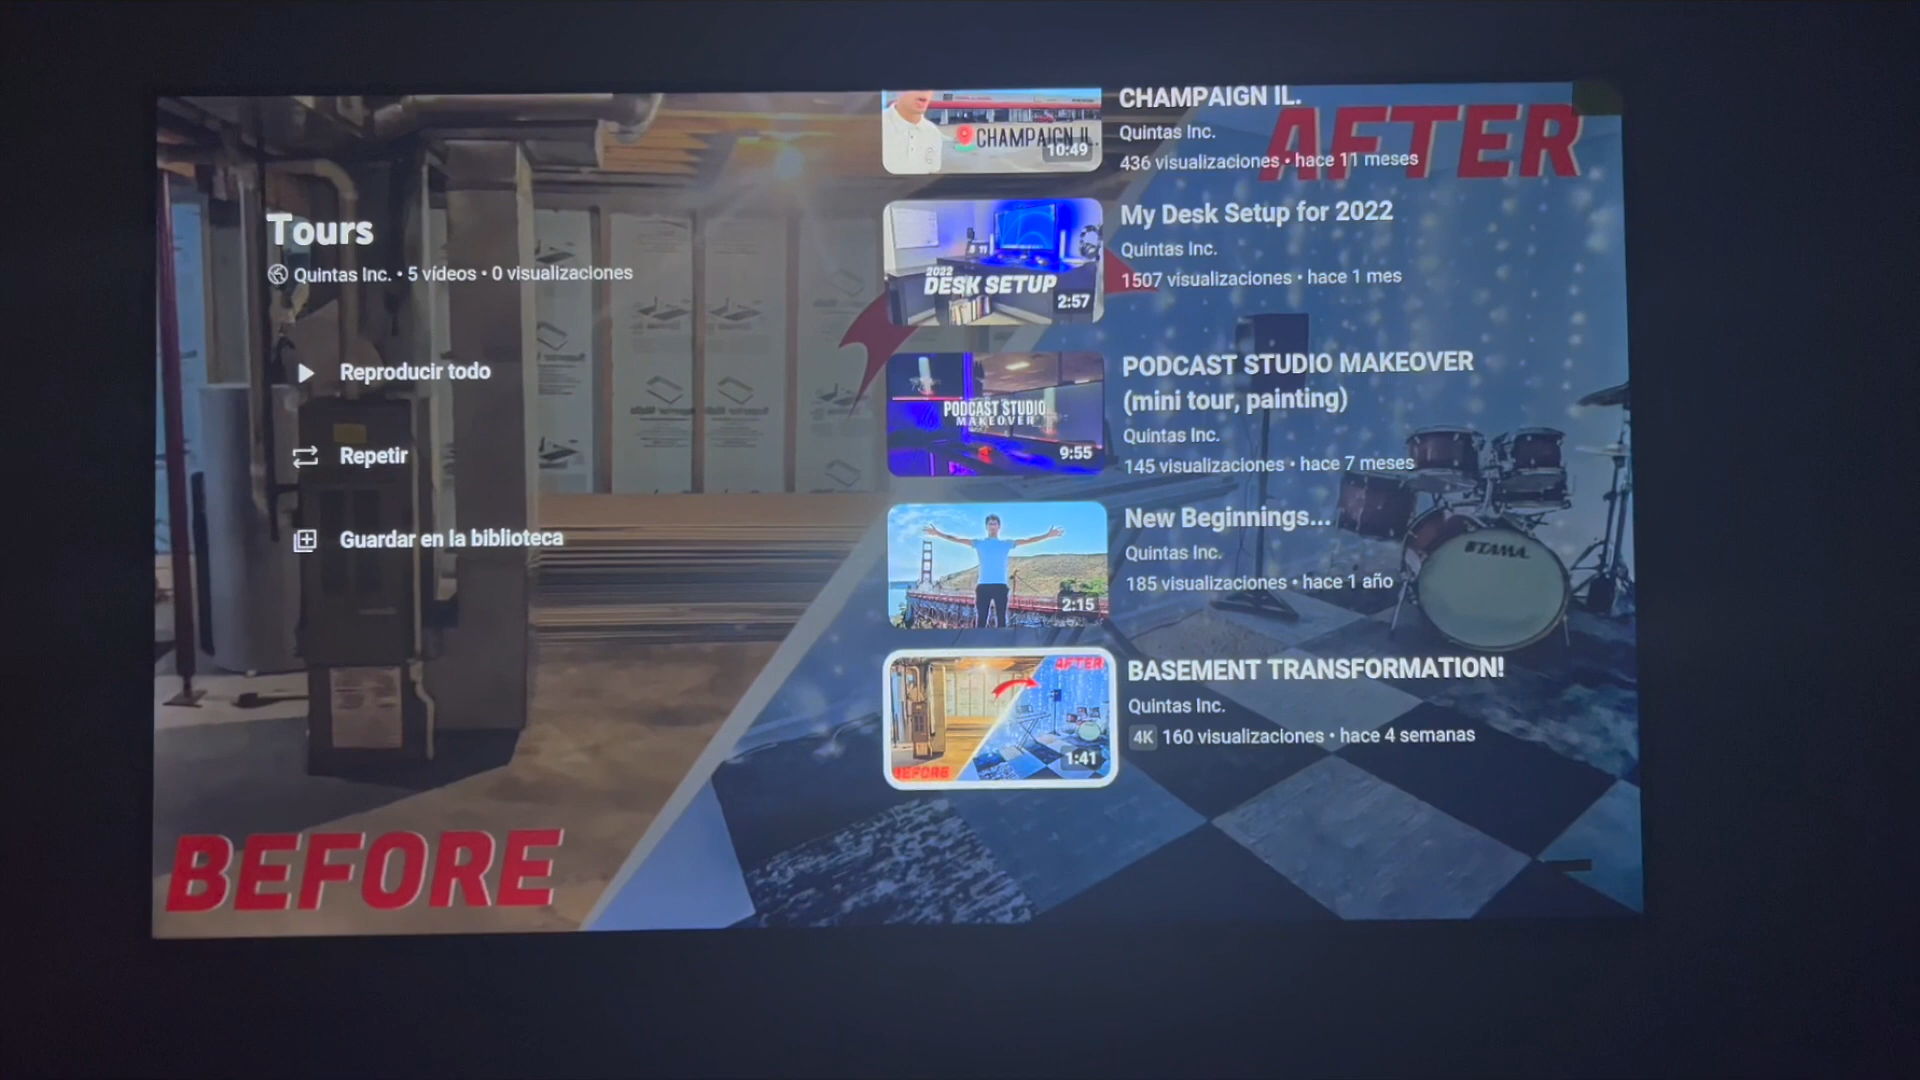 Tours
Quintas Inc. • 5 vídeos • 0 visualizaciones
Reproducir todo
Repetir
Guardar en la biblioteca
BEFORE
AFTER
CHAMPAIGN IL.
10:49
CHAMPAIGN IL.
Quintas Inc.
436 visualizaciones • hace 11 meses
2022
DESK SETUP
2:57
My Desk Setup for 2022
Quintas Inc.
1507 visualizaciones • hace 1 mes
PODCAST STUDIO
MAKEOVER
9:55
PODCAST STUDIO MAKEOVER
(mini tour, painting)
Quintas Inc.
145 visualizaciones • hace 7 meses
2:15
New Beginnings...
Quintas Inc.
185 visualizaciones • hace 1 año
TAMA
AFTER
BEFORE
1:41
BASEMENT TRANSFORMATION!
Quintas Inc.
4K 160 visualizaciones • hace 4 semanas